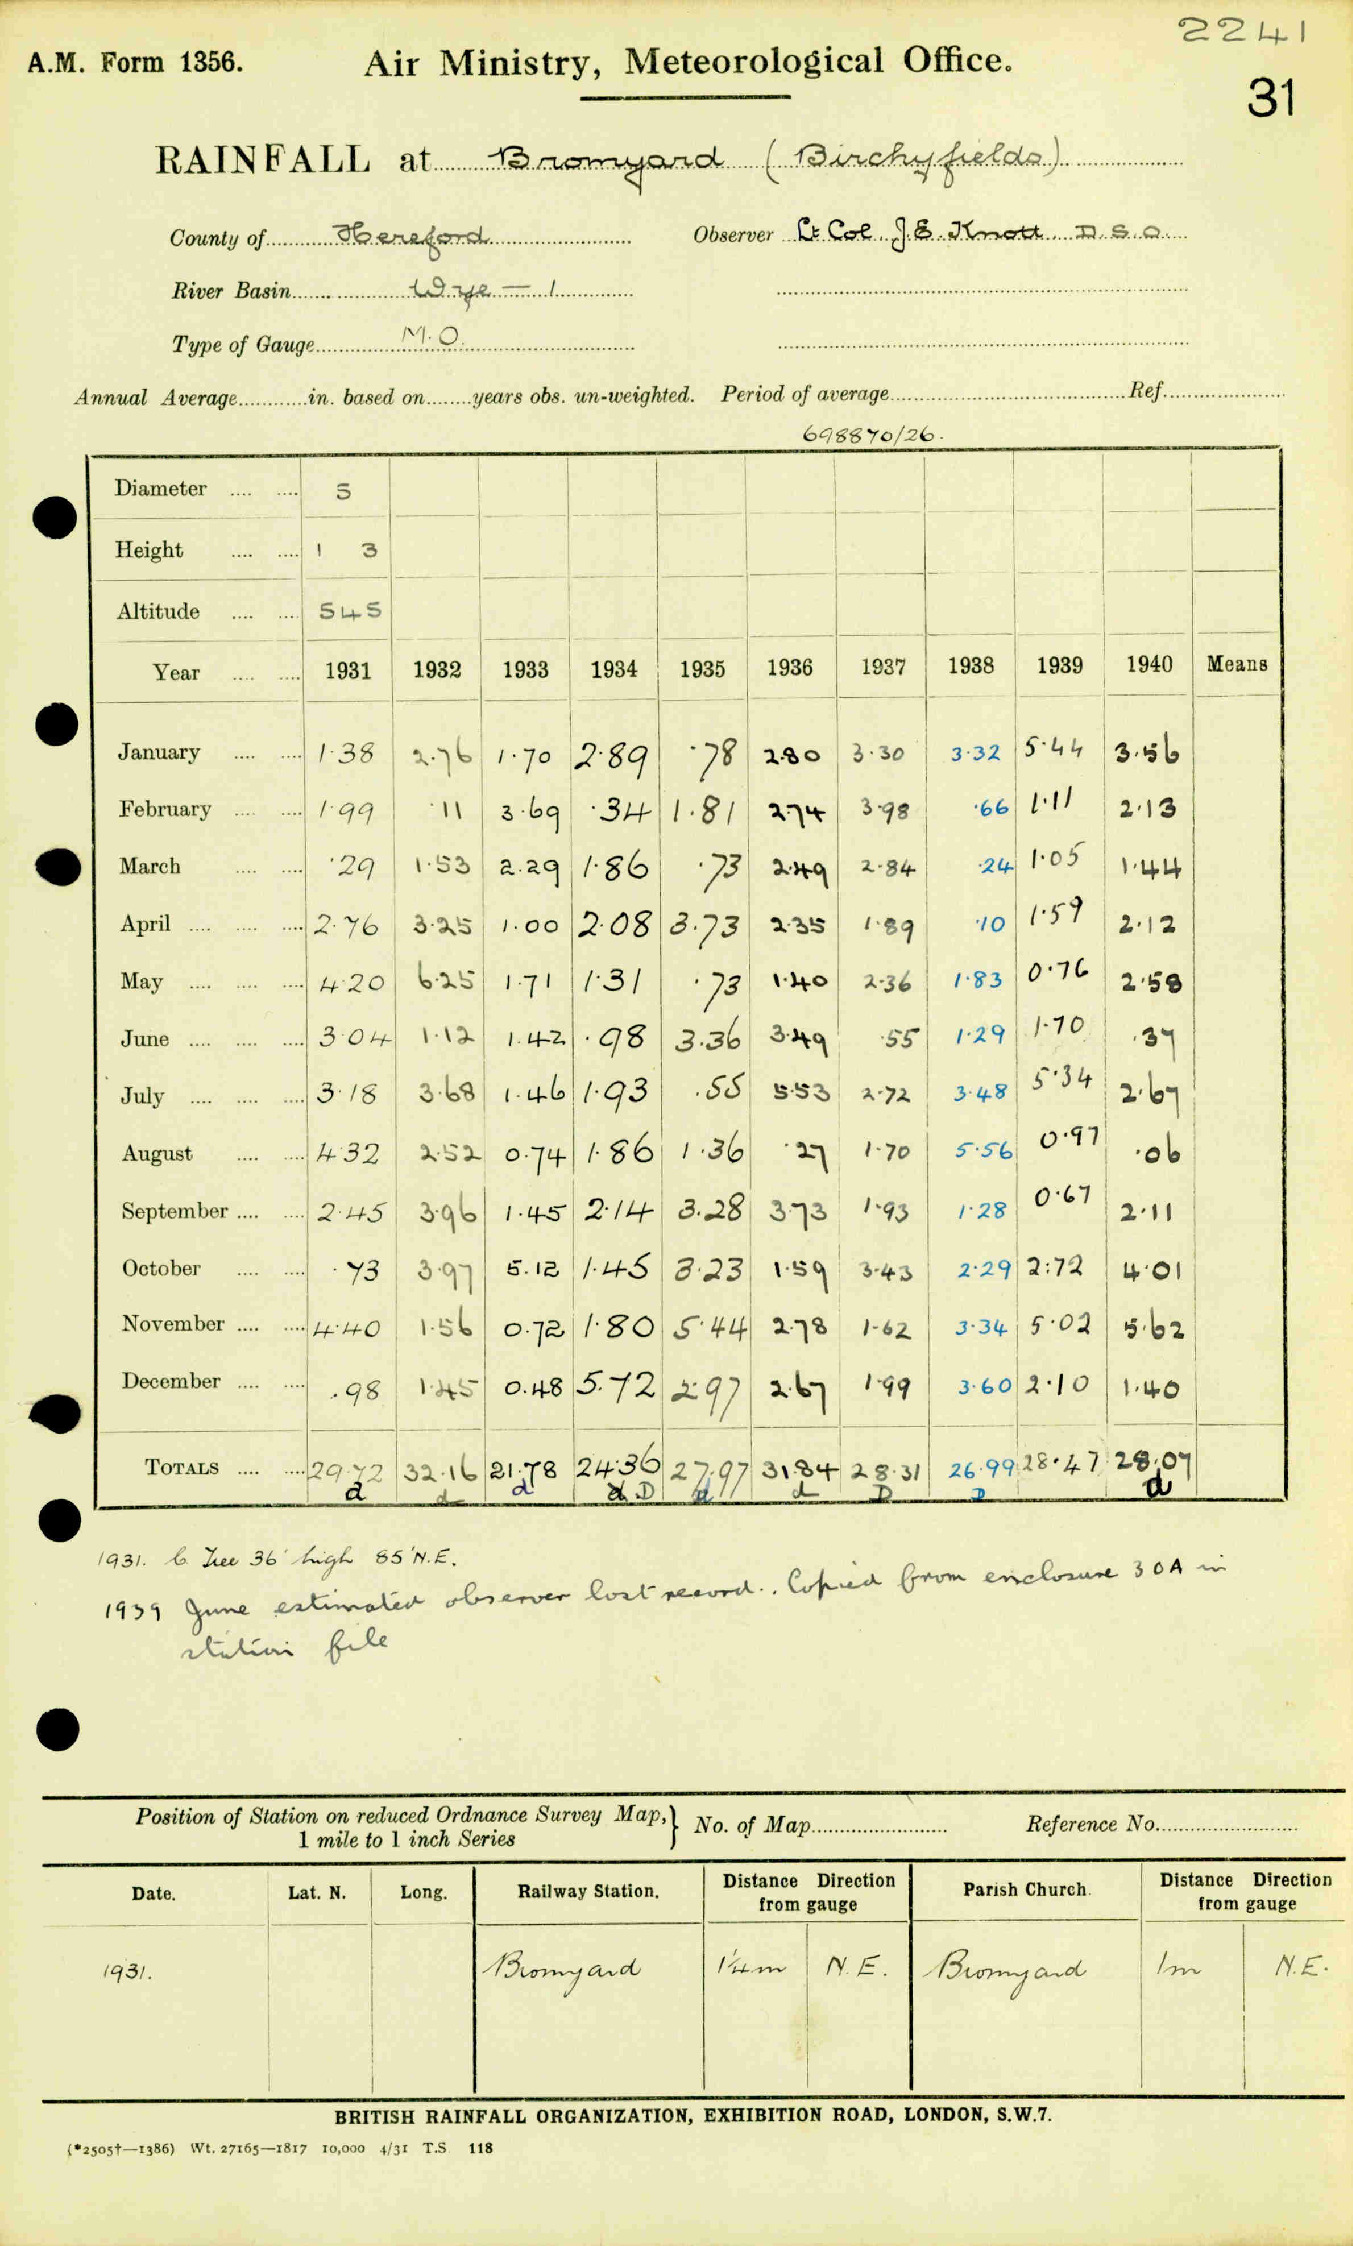 2241
A.M. Form 1356. Air Ministry, Meteorological Office.
31
RAINFALL at Bromyard (Birchyfields)
County of Hereford Observer Lt Col J.E. Knott D.S.O.
River Basin Wye — 1
Type of Gauge M.O.
Annual Average in. based on years obs. un-weighted. Period of average Ref.
698870/26.
Diameter 5
Height 1 3
Altitude 545
Year 1931 1932 1933 1934 1935 1936 1937 1938 1939 1940 Means
January 1.38 2.76 1.70 2.89 .78 2.80 3.30 3.32 5.44 3.56
February 1.99 .11 3.69 .34 1.81 2.74 3.98 .66 1.11 2.13
March .29 1.53 2.29 1.86 .73 2.49 2.84 .24 1.05 1.44
April 2.76 3.25 1.00 2.08 3.73 2.35 1.89 .10 1.59 2.12
May 4.20 6.25 1.71 1.31 .73 1.40 2.36 1.83 0.76 2.58
June 3.04 1.12 1.42 .98 3.36 3.49 .55 1.29 1.70 .37
July 3.18 3.68 1.46 1.93 .55 5.53 2.72 3.48 5.34 2.67
August 4.32 2.52 0.74 1.86 1.36 .27 1.70 5.56 0.97 .06
September 2.45 3.96 1.45 2.14 3.28 3.73 1.93 1.28 0.67 2.11
October .73 3.97 5.12 1.45 3.23 1.59 3.43 2.29 2.72 4.01
November 4.40 1.56 0.72 1.80 5.44 2.78 1.62 3.34 5.02 5.62
December .98 1.45 0.48 5.72 2.97 2.67 1.99 3.60 2.10 1.40
TOTALS 29.72 32.16 21.78 24.36 27.97 31.84 28.31 26.99 28.47 28.07
d d d d D d d D D d
1931. C. Tree 36' high 85' N.E.
1939 June estimated observer lost record. Copied from enclosure 30A in
station file
Position of Station on reduced Ordnance Survey Map, No. of Map Reference No.
1 mile to 1 inch Series
Date. Lat. N. Long. Railway Station. Distance Direction from gauge Parish Church. Distance Direction from gauge
1931. Bromyard 1¼m N.E. Bromyard 1m N.E.
BRITISH RAINFALL ORGANIZATION, EXHIBITION ROAD, LONDON, S.W.7.
(*2505†—1386) Wt. 27165—1817 10,000 4/31 T.S 118